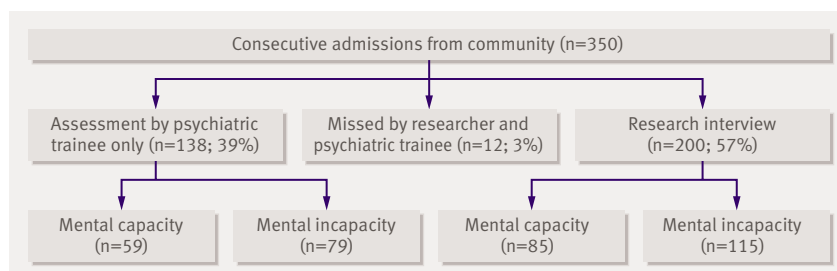 Consecutive admissions from community (n=350)
Assessment by psychiatric
trainee only (n=138; 39%)
Missed by researcher and
psychiatric trainee (n=12; 3%)
Research interview
(n=200; 57%)
Mental capacity
(n=59)
Mental incapacity
(n=79)
Mental capacity
(n=85)
Mental incapacity
(n=115)